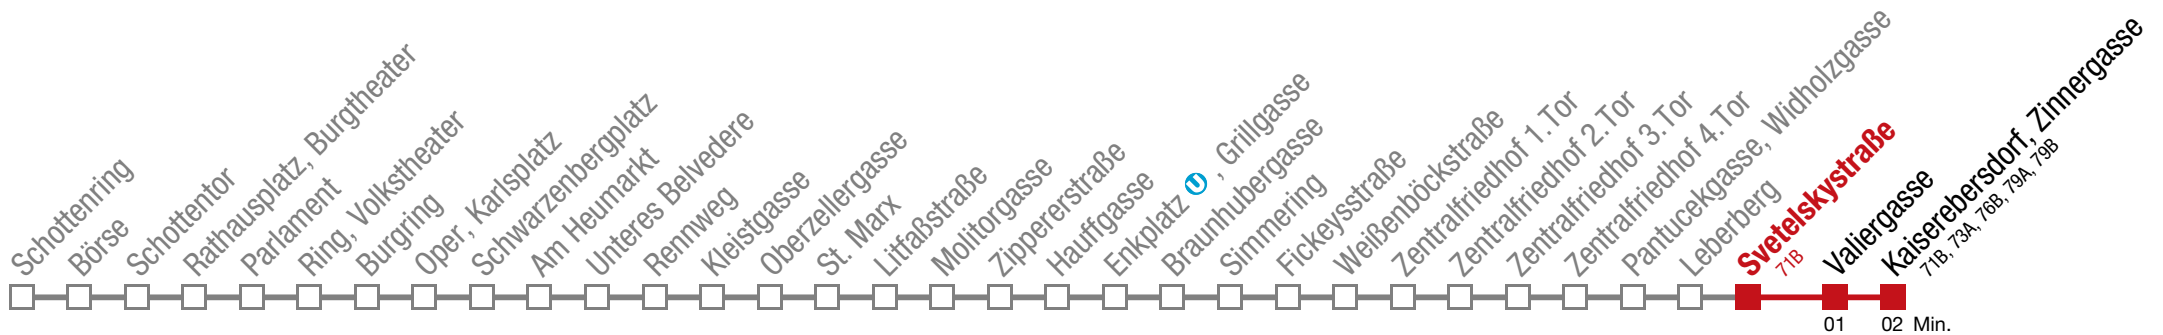 Schottenring
Börse
Schottentor
Rathausplatz, Burgtheater
Parlament
Ring, Volkstheater
Burgring
Oper, Karlsplatz
Schwarzenbergplatz
Am Heumarkt
Unteres Belvedere
Rennweg
Kleistgasse
Oberzellergasse
St. Marx
Litfaßstraße
Molitorgasse
Zippererstraße
Hauffgasse
Enkplatz U , Grillgasse
Braunhubergasse
Simmering
Fickeysstraße
Weißenböckstraße
Zentralfriedhof 1.Tor
Zentralfriedhof 2.Tor
Zentralfriedhof 3.Tor
Zentralfriedhof 4.Tor
Pantucekgasse, Widholzgasse
Leberberg
Svetelskystraße
71B
Valiergasse
Kaiserebersdorf, Zinnergasse
71B, 73A, 76B, 79A, 79B
01 02 Min.